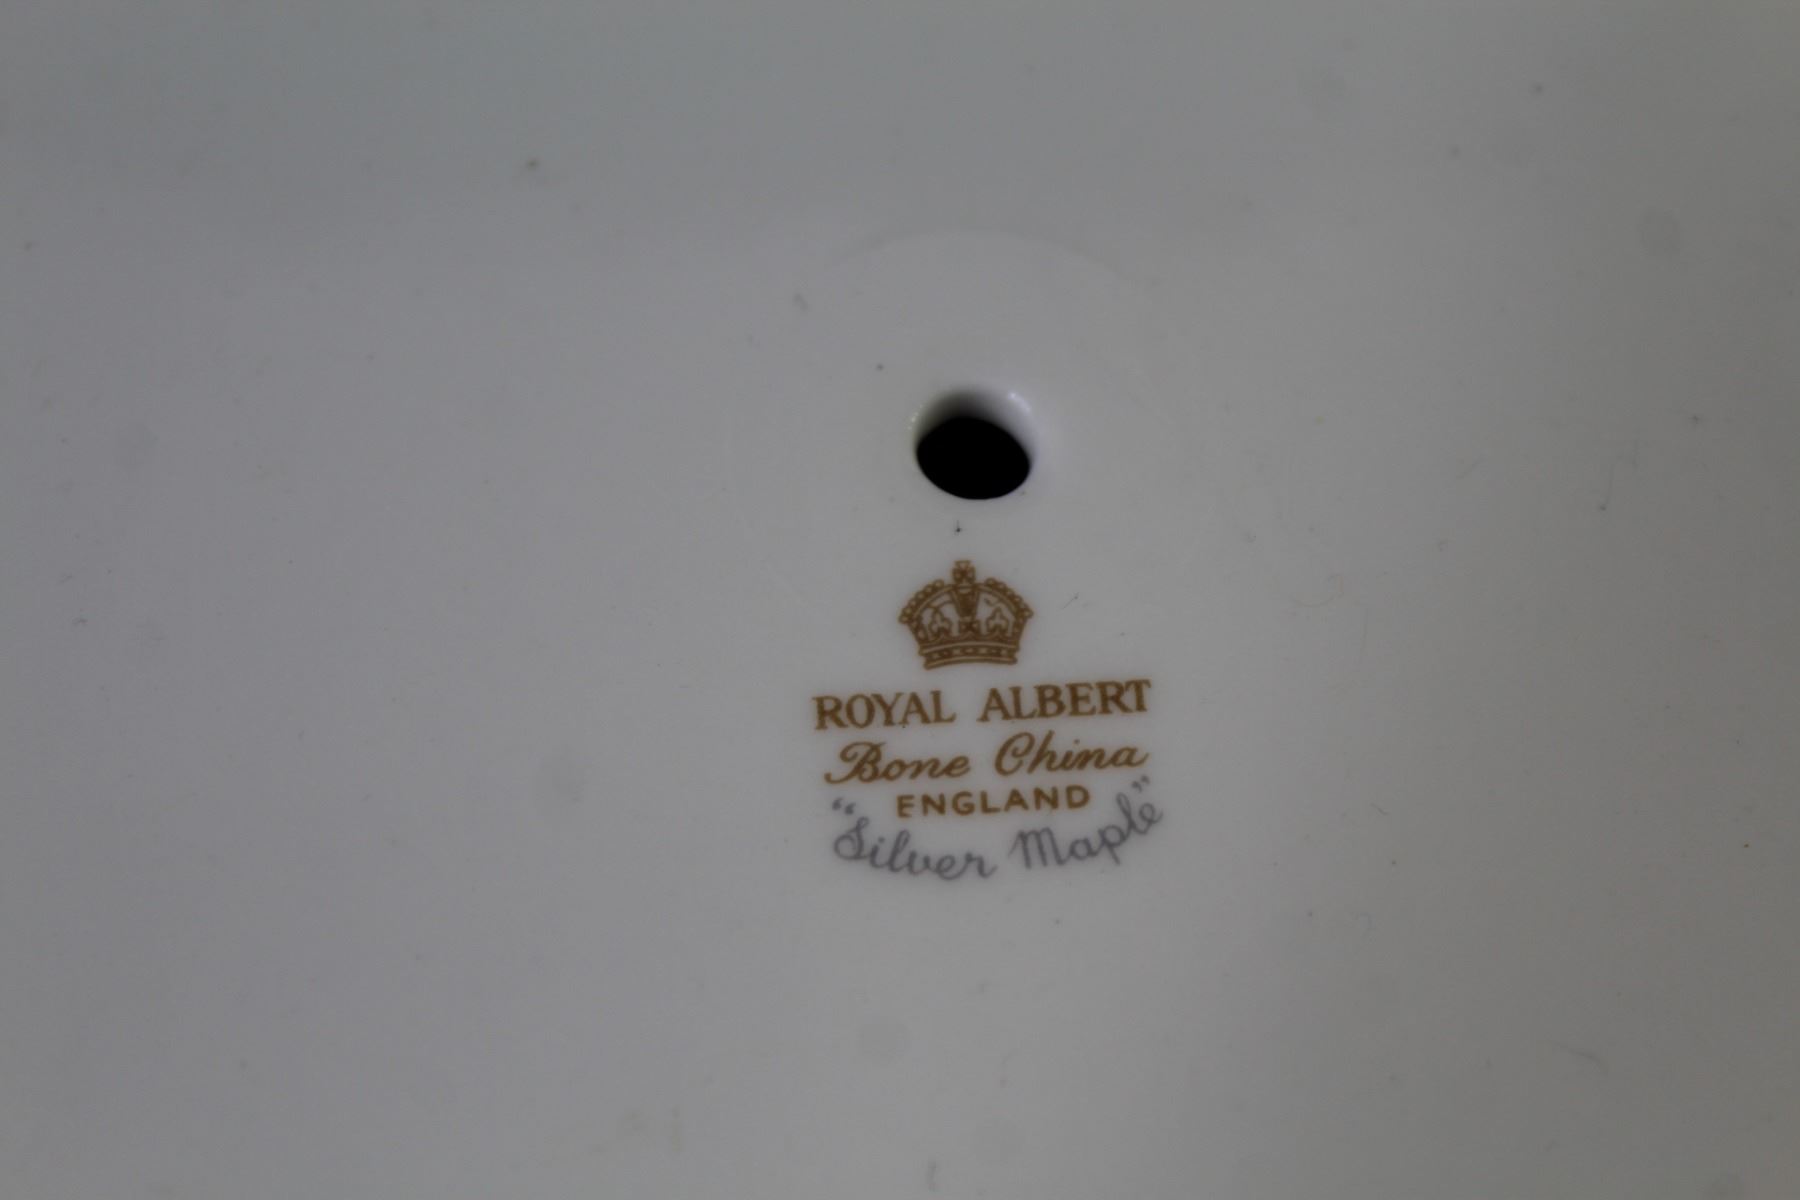 ROYAL ALBERT
Bone China
ENGLAND
"Silver Maple"